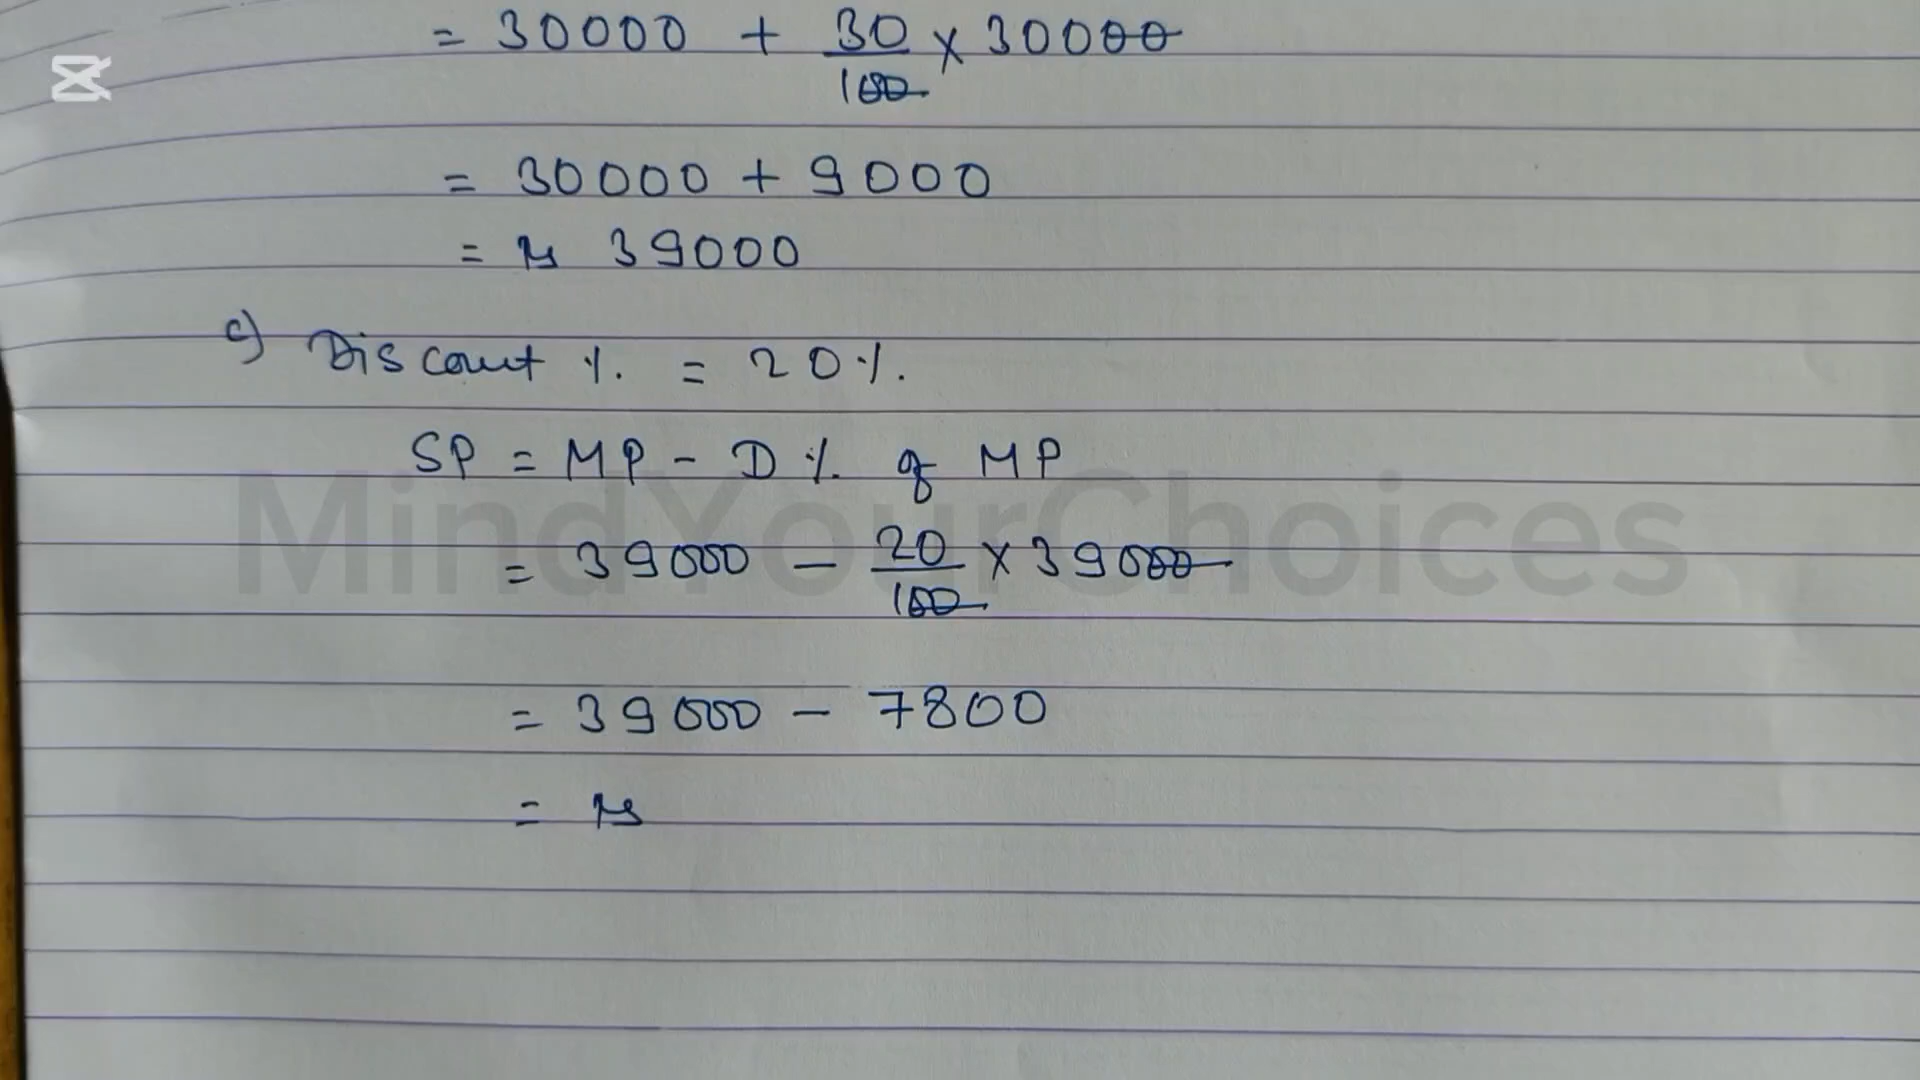 = 30000 + 30/100 × 30000
= 30000 + 9000
= Rs 39000
c) Discount % = 20%.
SP = MP - D % of MP
MindYourChoices
= 39000 - 20/100 × 39000
= 39000 - 7800
= Rs